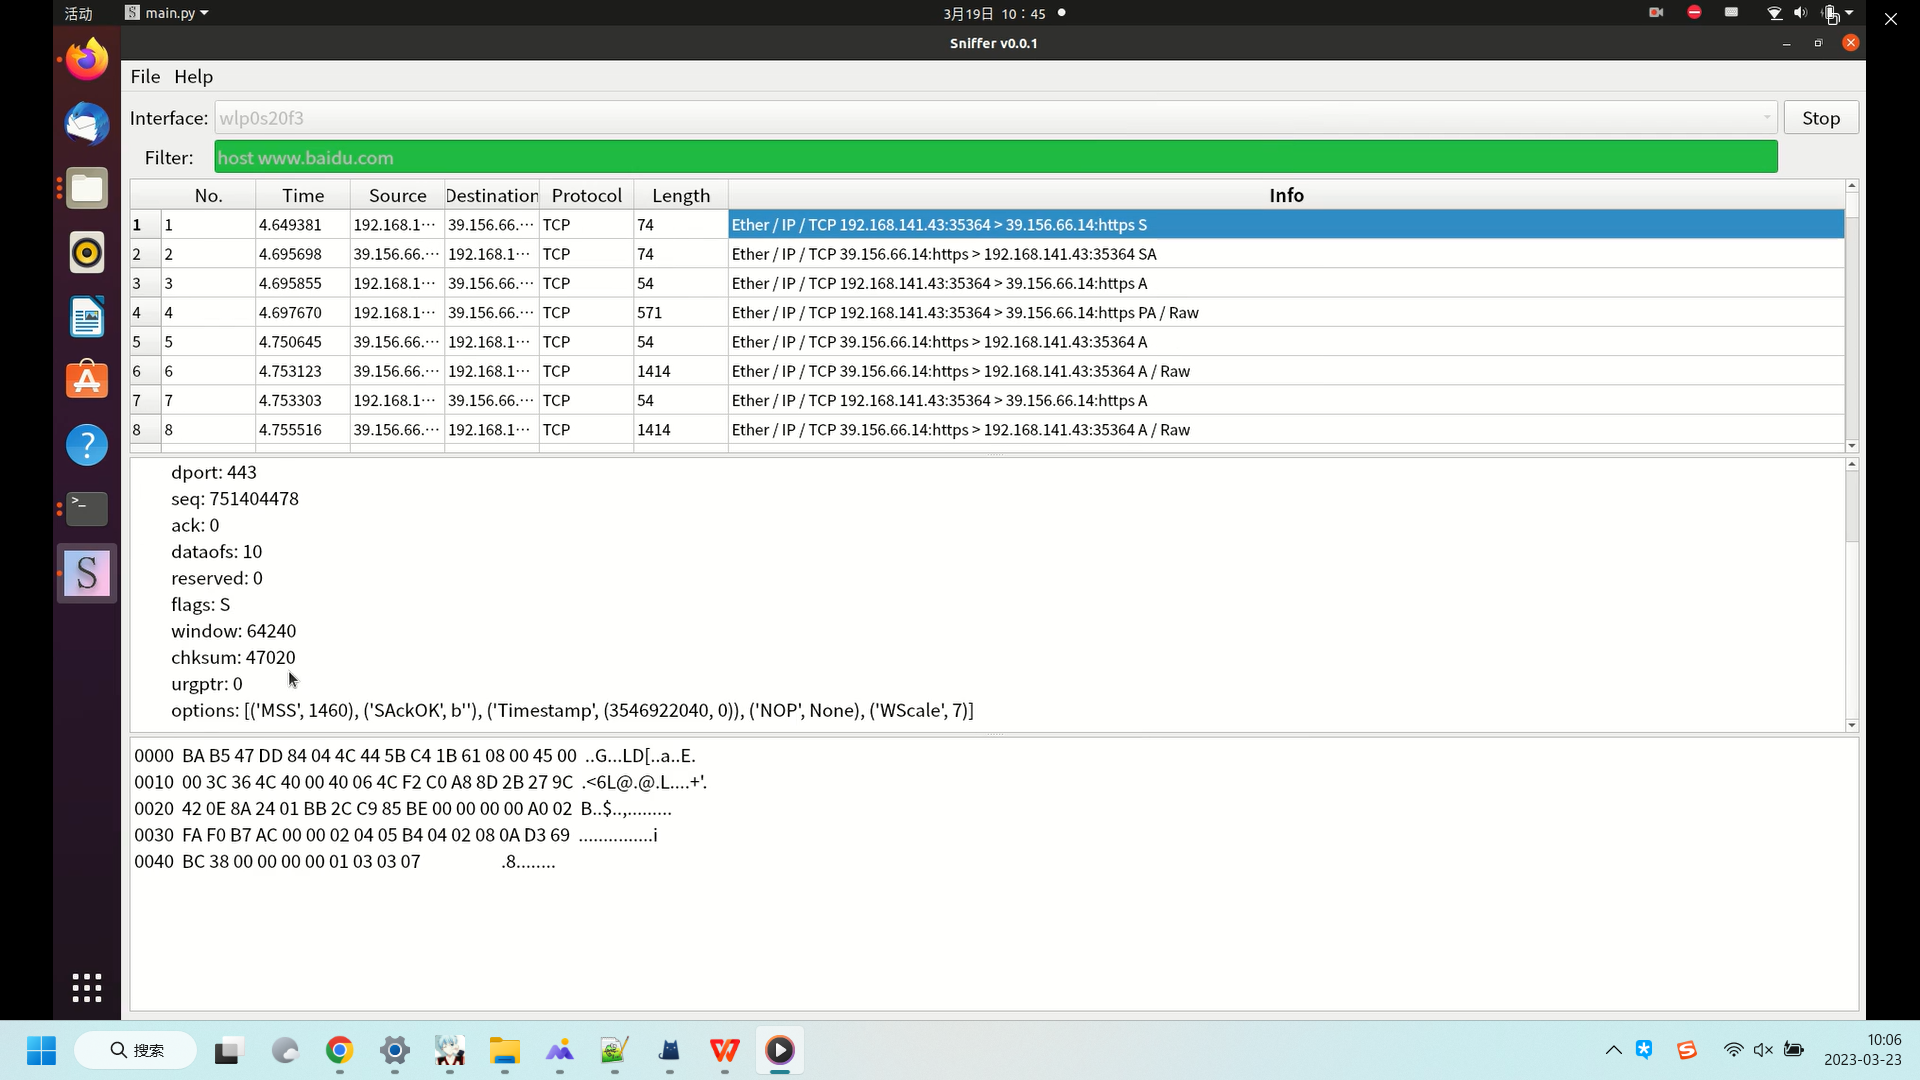 活动 main.py 3月19日 10：45
Sniffer v0.0.1
File Help
Interface: wlp0s20f3 Stop
Filter: host www.baidu.com
No. Time Source Destination Protocol Length Info
1 1 4.649381 192.168.1··· 39.156.66.··· TCP 74 Ether / IP / TCP 192.168.141.43:35364 > 39.156.66.14:https S
2 2 4.695698 39.156.66.··· 192.168.1··· TCP 74 Ether / IP / TCP 39.156.66.14:https > 192.168.141.43:35364 SA
3 3 4.695855 192.168.1··· 39.156.66.··· TCP 54 Ether / IP / TCP 192.168.141.43:35364 > 39.156.66.14:https A
4 4 4.697670 192.168.1··· 39.156.66.··· TCP 571 Ether / IP / TCP 192.168.141.43:35364 > 39.156.66.14:https PA / Raw
5 5 4.750645 39.156.66.··· 192.168.1··· TCP 54 Ether / IP / TCP 39.156.66.14:https > 192.168.141.43:35364 A
6 6 4.753123 39.156.66.··· 192.168.1··· TCP 1414 Ether / IP / TCP 39.156.66.14:https > 192.168.141.43:35364 A / Raw
7 7 4.753303 192.168.1··· 39.156.66.··· TCP 54 Ether / IP / TCP 192.168.141.43:35364 > 39.156.66.14:https A
8 8 4.755516 39.156.66.··· 192.168.1··· TCP 1414 Ether / IP / TCP 39.156.66.14:https > 192.168.141.43:35364 A / Raw
dport: 443
seq: 751404478
ack: 0
dataofs: 10
reserved: 0
flags: S
window: 64240
chksum: 47020
urgptr: 0
options: [('MSS', 1460), ('SAckOK', b''), ('Timestamp', (3546922040, 0)), ('NOP', None), ('WScale', 7)]
0000 BA B5 47 DD 84 04 4C 44 5B C4 1B 61 08 00 45 00 ..G...LD[..a..E.
0010 00 3C 36 4C 40 00 40 06 4C F2 C0 A8 8D 2B 27 9C .<6L@.@.L....+'.
0020 42 0E 8A 24 01 BB 2C C9 85 BE 00 00 00 00 A0 02 B..$..,.........
0030 FA F0 B7 AC 00 00 02 04 05 B4 04 02 08 0A D3 69 ...............i
0040 BC 38 00 00 00 00 01 03 03 07 .8........
搜索
10:06
2023-03-23